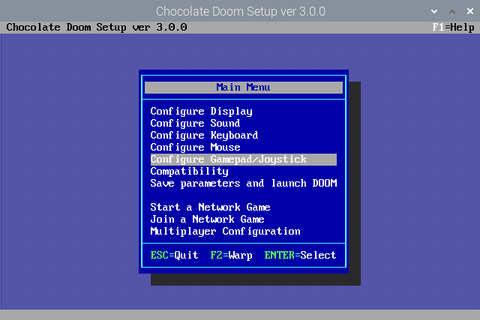 Chocolate Doom Setup ver 3.0.0
Chocolate Doom Setup ver 3.0.0 F1=Help
Main Menu
Configure Display
Configure Sound
Configure Keyboard
Configure Mouse
Configure Gamepad/Joystick
Compatibility
Save parameters and launch DOOM
Start a Network Game
Join a Network Game
Multiplayer Configuration
ESC=Quit F2=Warp ENTER=Select